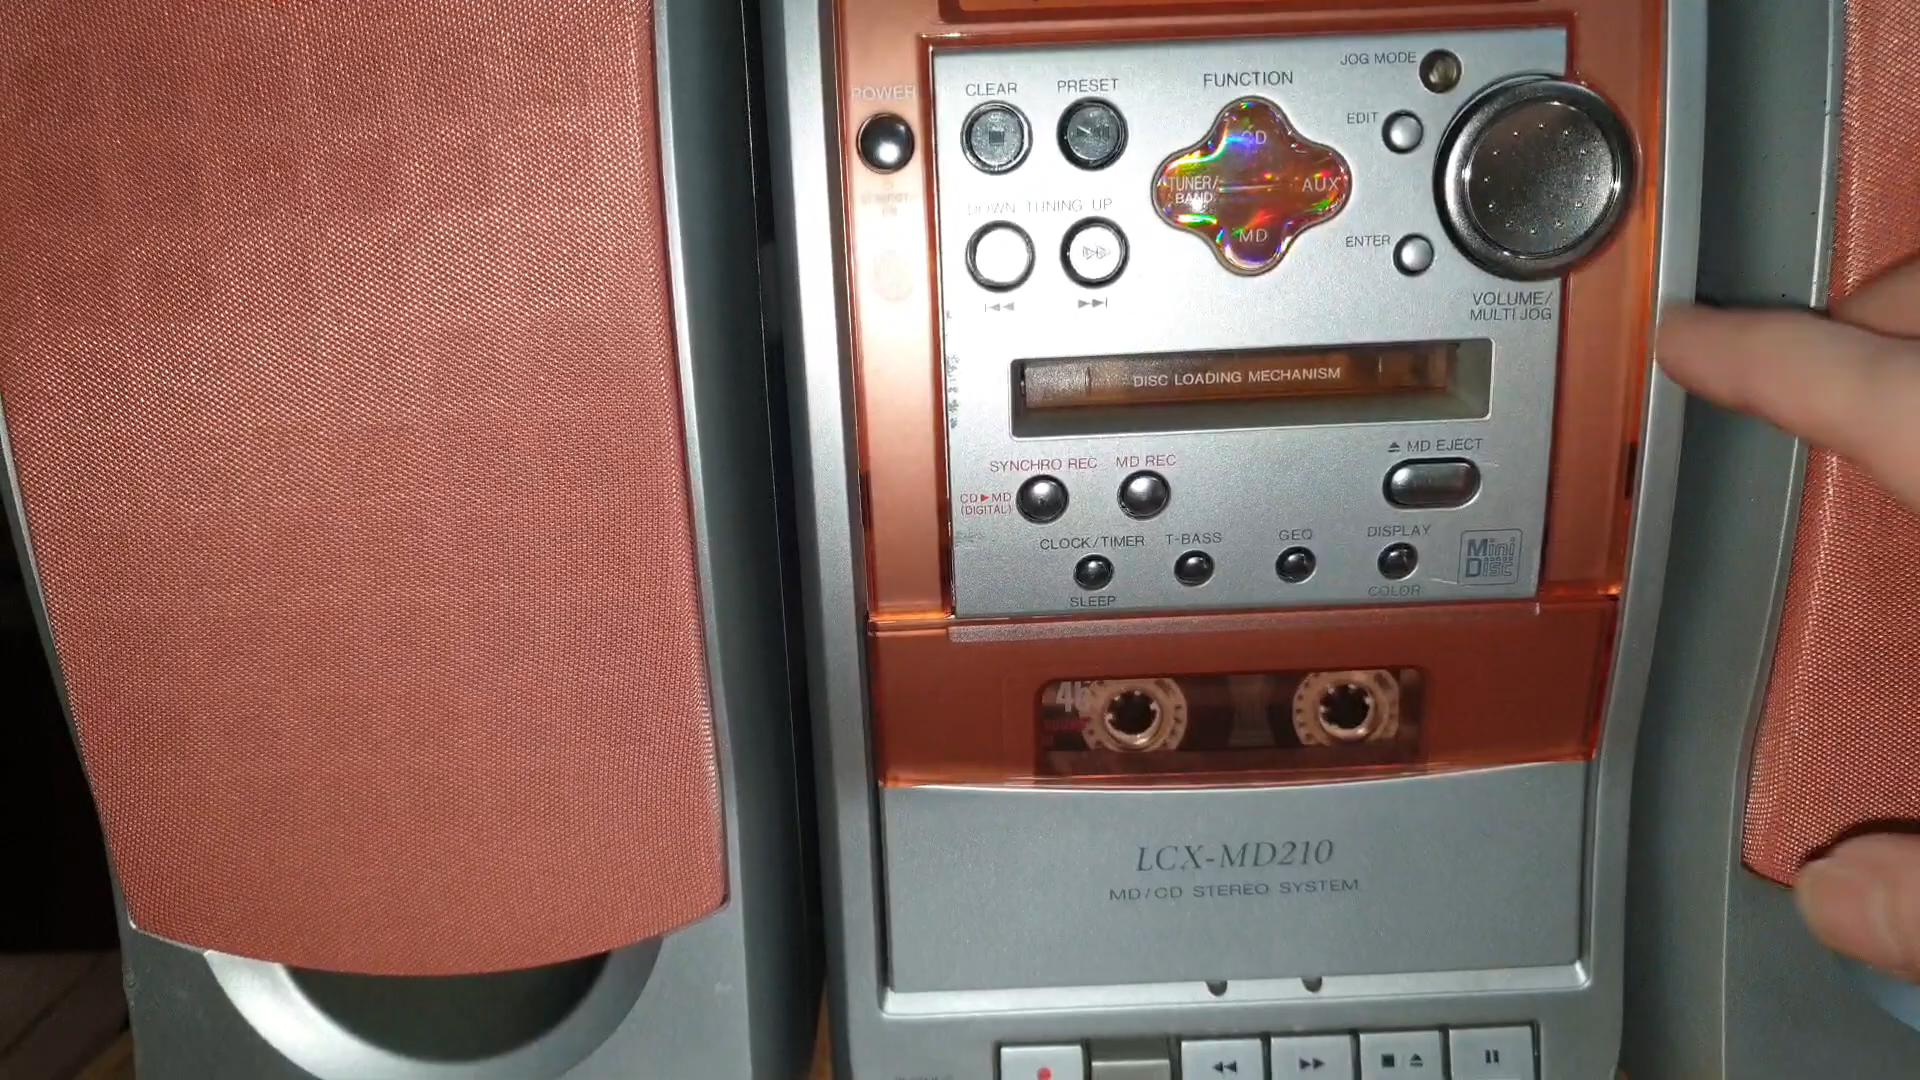 JOG MODE
FUNCTION
CLEAR
PRESET
POWER
EDIT
CD
TUNER/
BAND
AUX
MD
DOWN TUNING UP
ENTER
VOLUME/
MULTI JOG
DISC LOADING MECHANISM
MD EJECT
SYNCHRO REC
MD REC
CD▶MD
(DIGITAL)
CLOCK/TIMER
T-BASS
GEQ
DISPLAY
Mini
Disc
SLEEP
COLOR
46
LCX-MD210
MD/CD STEREO SYSTEM